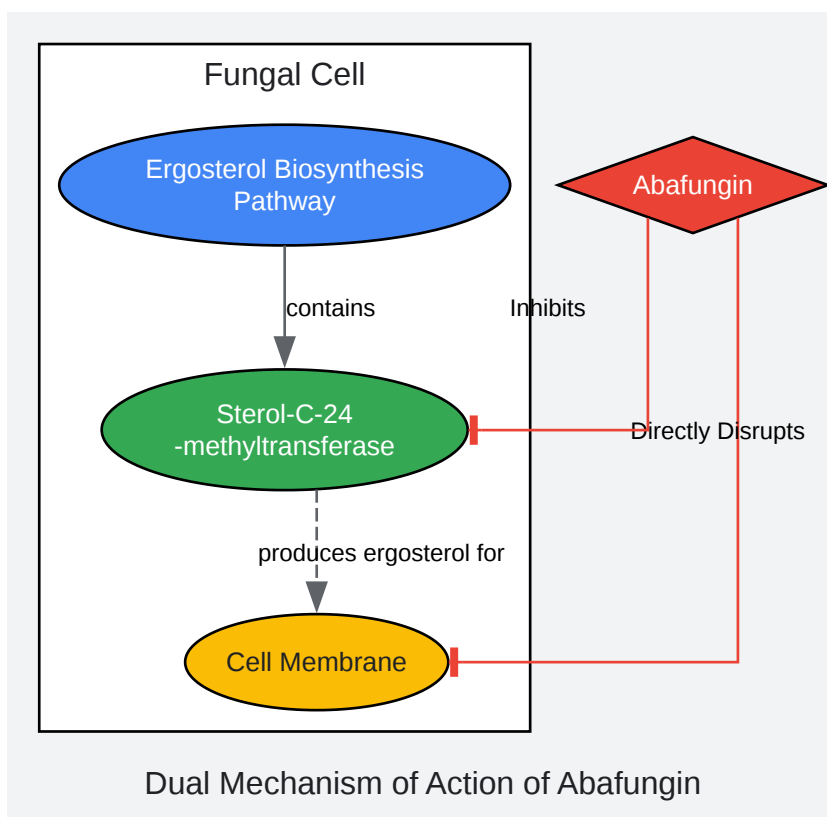 Fungal Cell
Ergosterol Biosynthesis
Pathway
Abafungin
contains
Inhibits
Sterol-C-24
-methyltransferase
Directly Disrupts
produces ergosterol for
Cell Membrane
Dual Mechanism of Action of Abafungin